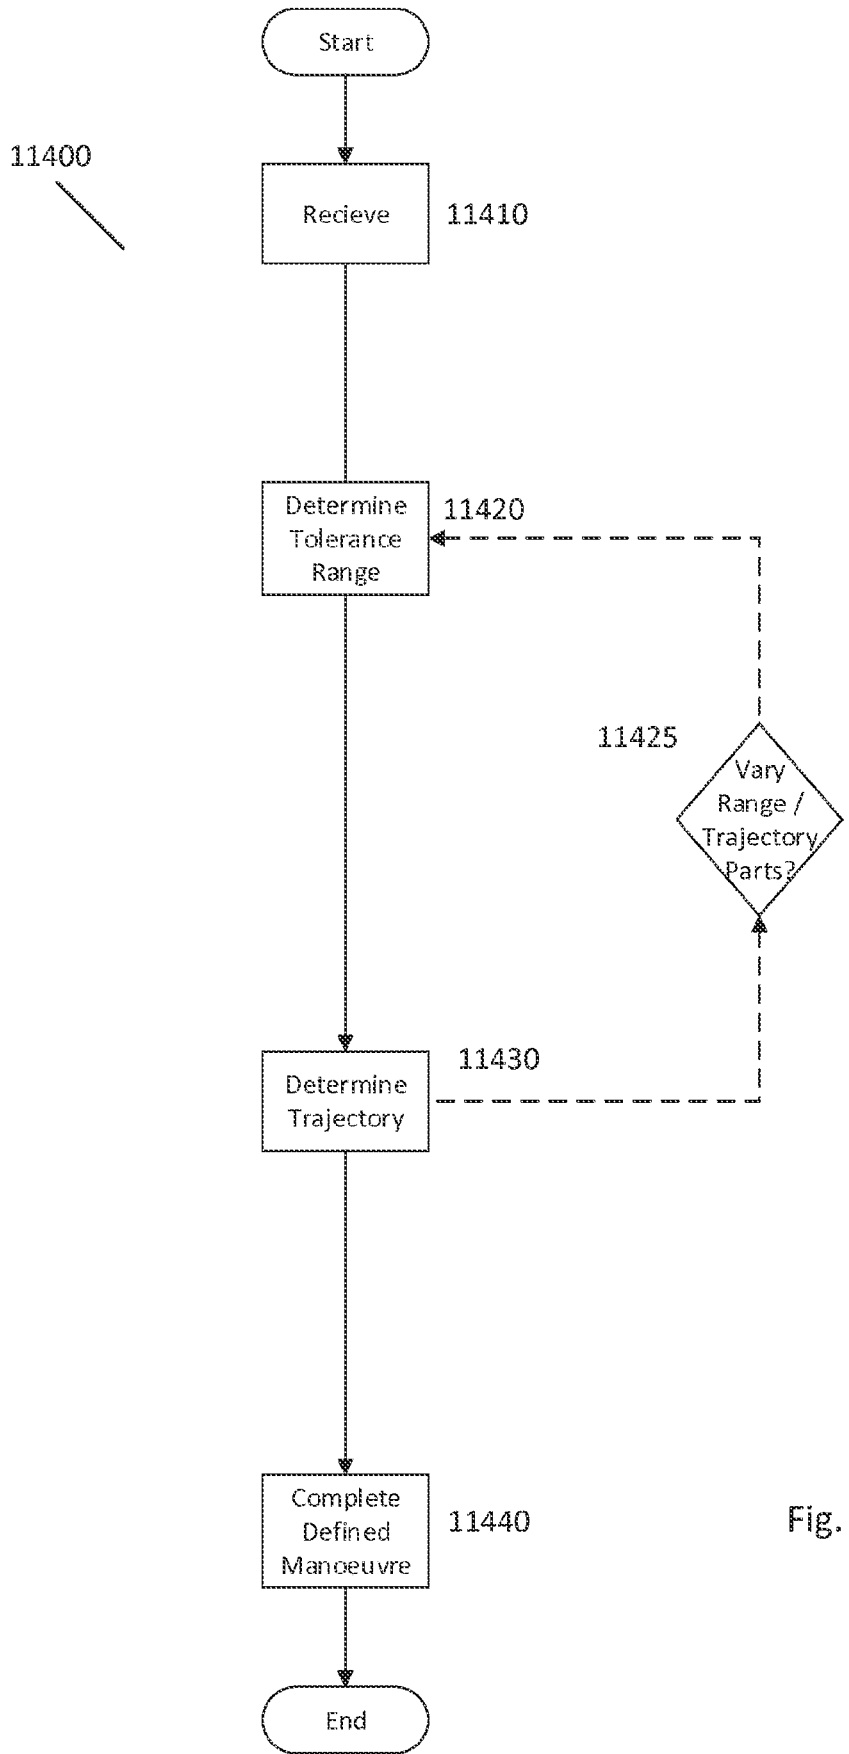 Start
11400
Recieve
11410
Determine
Tolerance
Range
11420
11425
Vary
Range /
Trajectory
Parts?
Determine
Trajectory
11430
Complete
Defined
Manoeuvre
11440
Fig.
End